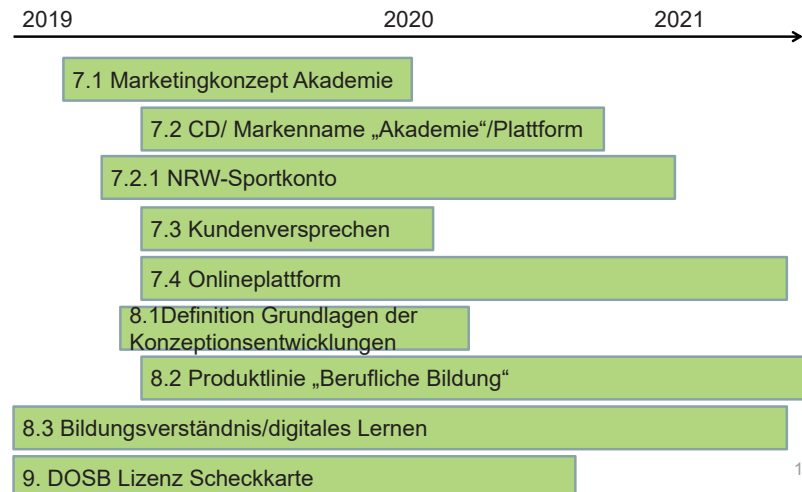 2019 2020 2021
7.1 Marketingkonzept Akademie
7.2 CD/ Markenname „Akademie“/Plattform
7.2.1 NRW-Sportkonto
7.3 Kundenversprechen
7.4 Onlineplattform
8.1Definition Grundlagen der
Konzeptionsentwicklungen
8.2 Produktlinie „Berufliche Bildung“
8.3 Bildungsverständnis/digitales Lernen
9. DOSB Lizenz Scheckkarte
1